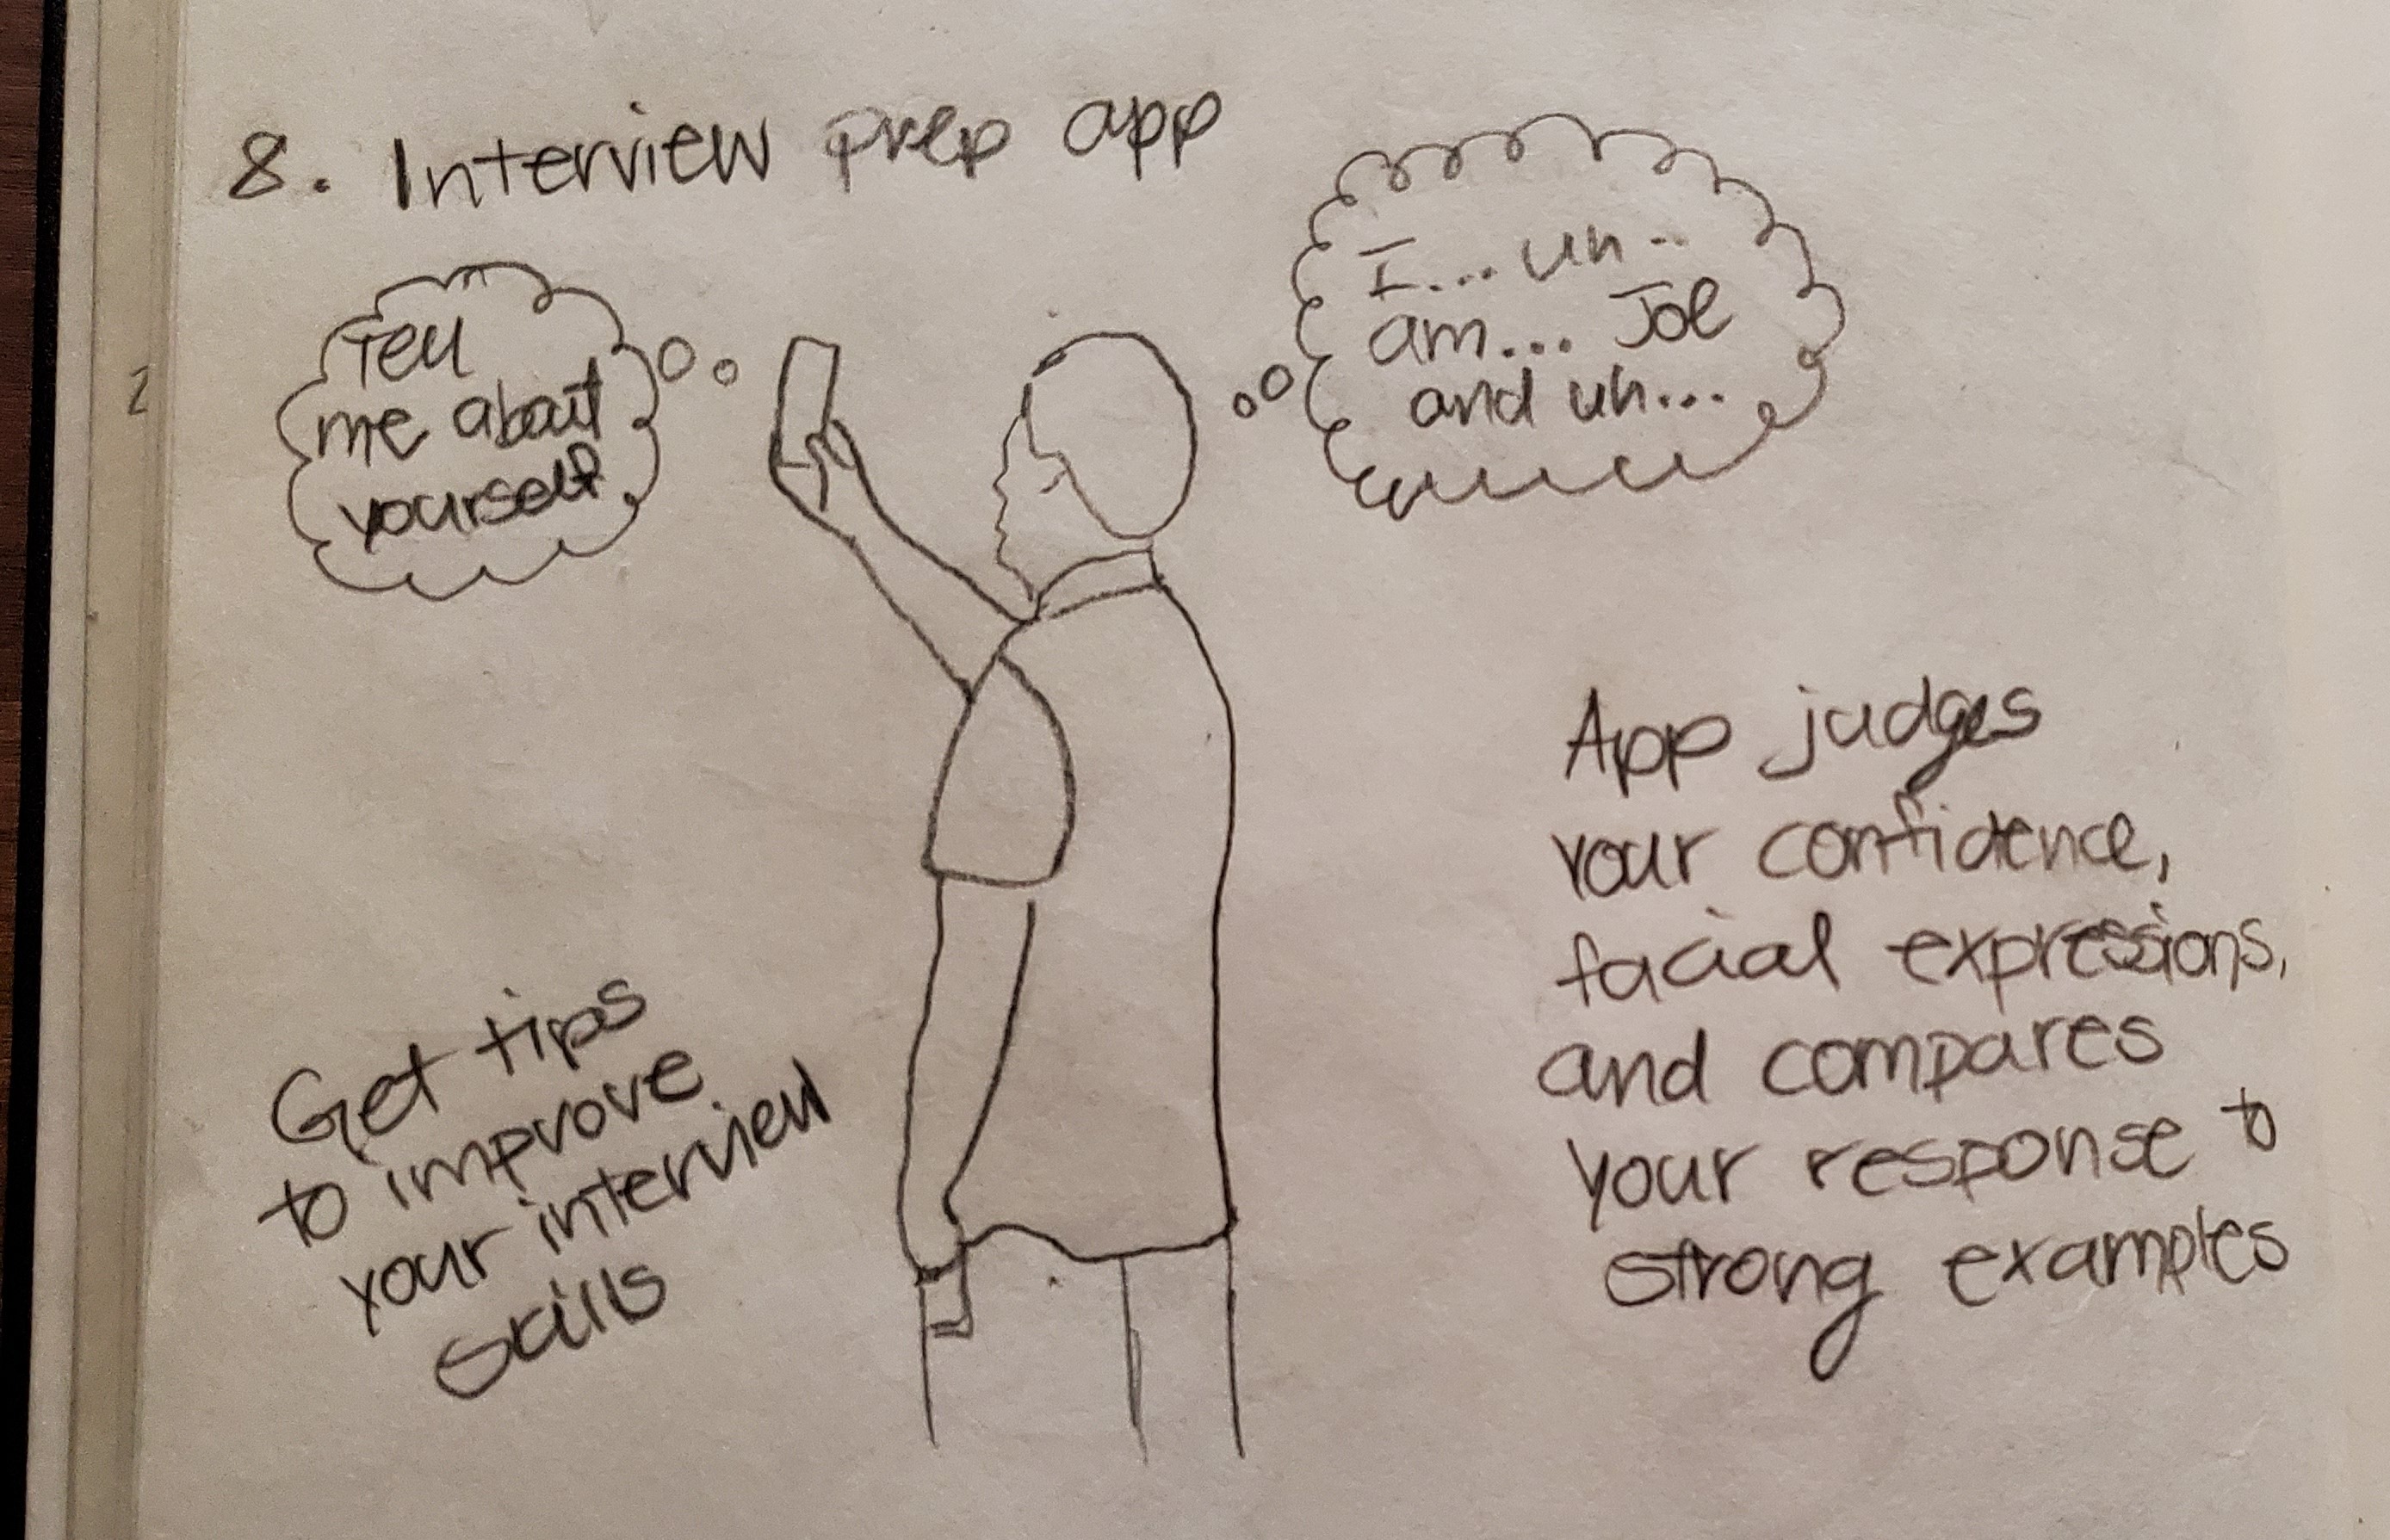 8. Interview prep app
Tell
me about
yourself
I... uh..
am... Joe
and uh...
App judges
your confidence,
facial expressions,
and compares
your response to
strong examples
Get tips
to improve
your interview
skills